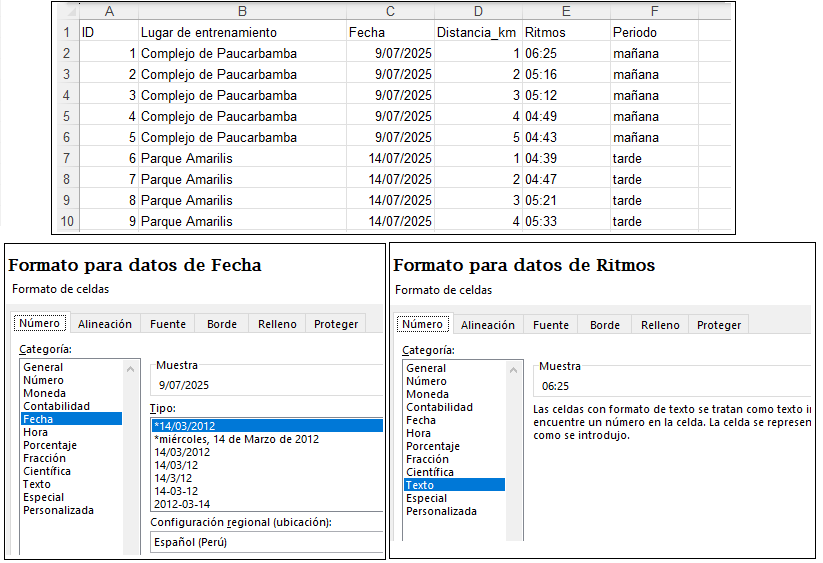 A B C D E F
1 ID Lugar de entrenamiento Fecha Distancia_km Ritmos Periodo
2 1 Complejo de Paucarbamba 9/07/2025 1 06:25 mañana
3 2 Complejo de Paucarbamba 9/07/2025 2 05:16 mañana
4 3 Complejo de Paucarbamba 9/07/2025 3 05:12 mañana
5 4 Complejo de Paucarbamba 9/07/2025 4 04:49 mañana
6 5 Complejo de Paucarbamba 9/07/2025 5 04:43 mañana
7 6 Parque Amarilis 14/07/2025 1 04:39 tarde
8 7 Parque Amarilis 14/07/2025 2 04:47 tarde
9 8 Parque Amarilis 14/07/2025 3 05:21 tarde
10 9 Parque Amarilis 14/07/2025 4 05:33 tarde
Formato para datos de Fecha
Formato de celdas
Número Alineación Fuente Borde Relleno Proteger
Categoría:
General
Número
Moneda
Contabilidad
Fecha
Hora
Porcentaje
Fracción
Científica
Texto
Especial
Personalizada
Muestra
9/07/2025
Tipo:
*14/03/2012
*miércoles, 14 de Marzo de 2012
14/03/2012
14/03/12
14/3/12
14-03-12
2012-03-14
Configuración regional (ubicación):
Español (Perú)
Formato para datos de Ritmos
Formato de celdas
Número Alineación Fuente Borde Relleno Proteger
Categoría:
General
Número
Moneda
Contabilidad
Fecha
Hora
Porcentaje
Fracción
Científica
Texto
Especial
Personalizada
Muestra
06:25
Las celdas con formato de texto se tratan como texto
encuentre un número en la celda. La celda se
como se introdujo.